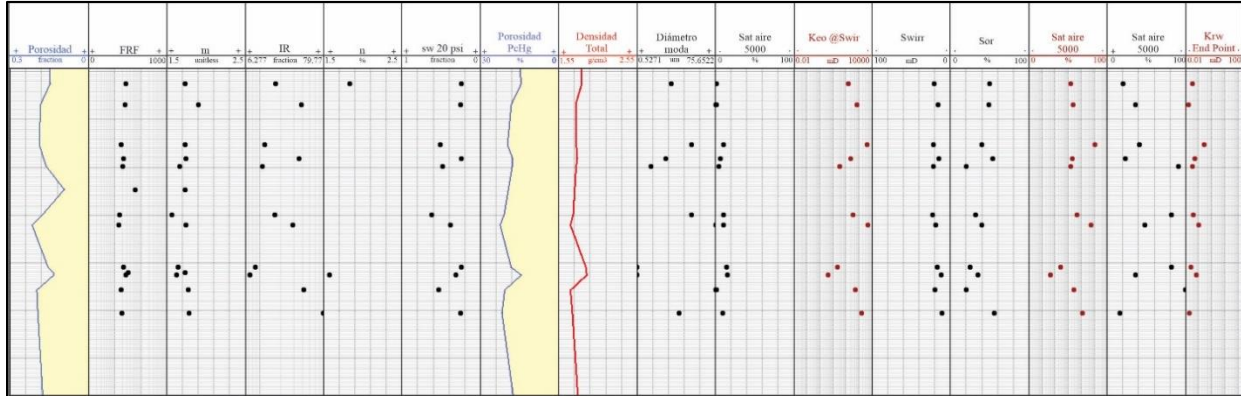 Porosidad
0.3 fraction 0
FRF
0 1000
m
1.5 unitless 2.5
IR
6.277 fraction 79.77
n
1.5 % 2.5
sw 20 psi
1 fraction 0
Porosidad
PcHg
30 % 0
Densidad
Total
1.55 g/cm3 2.55
Diámetro
moda
0.5271 um 75.6522
Sat aire
5000
0 % 100
Keo @Swir
0.01 mD 10000
Swirr
100 mD 0
Sor
0 mD 100
Sat aire
5000
0 % 100
Sat aire
5000
0 % 100
Krw
End Point
0.01 mD